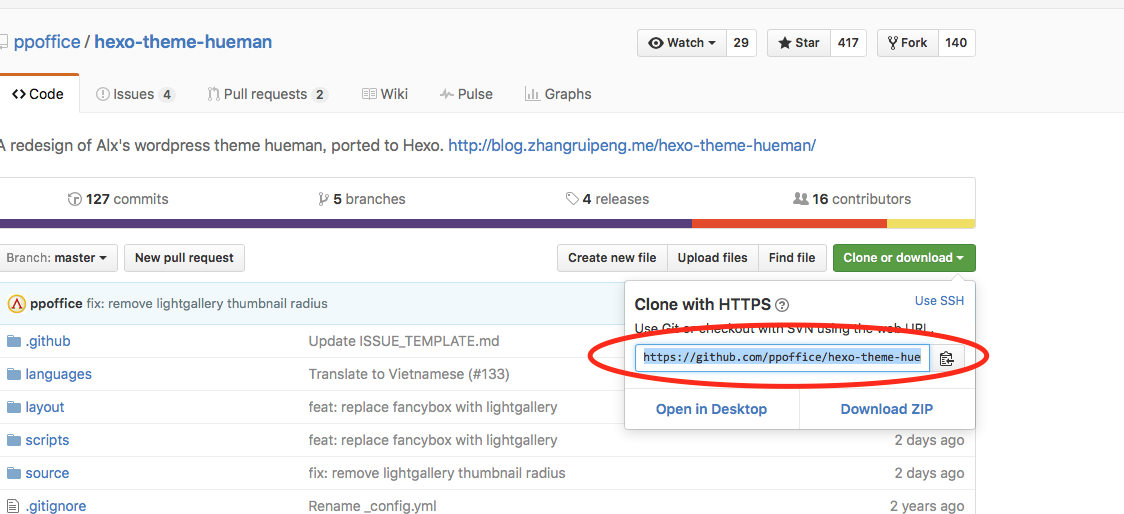 ppoffice / hexo-theme-hueman
Watch 29 Star 417 Fork 140
Code Issues 4 Pull requests 2 Wiki Pulse Graphs
A redesign of Alx's wordpress theme hueman, ported to Hexo. http://blog.zhangruipeng.me/hexo-theme-hueman/
127 commits 5 branches 4 releases 16 contributors
Branch: master New pull request Create new file Upload files Find file Clone or download
ppoffice fix: remove lightgallery thumbnail radius
Clone with HTTPS ? Use SSH
Use Git or checkout with SVN using the web URL.
https://github.com/ppoffice/hexo-theme-hue
Open in Desktop Download ZIP
.github Update ISSUE_TEMPLATE.md
languages Translate to Vietnamese (#133)
layout feat: replace fancybox with lightgallery
scripts feat: replace fancybox with lightgallery 2 days ago
source fix: remove lightgallery thumbnail radius 2 days ago
.gitignore Rename _config.yml 2 years ago